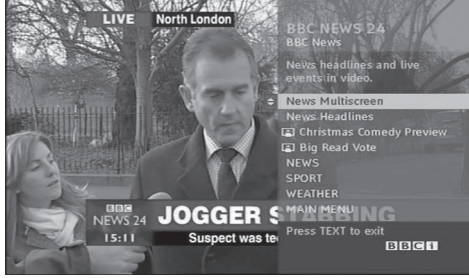 LIVE North London
BBC NEWS 24
BBC News
News headlines and live
events in video.
News Multiscreen
News Headlines
Christmas Comedy Preview
Big Read Vote
NEWS
SPORT
WEATHER
MAIN MENU
Press TEXT to exit
BBCi
BBC
NEWS 24
15:11
JOGGER STABBING
Suspect was